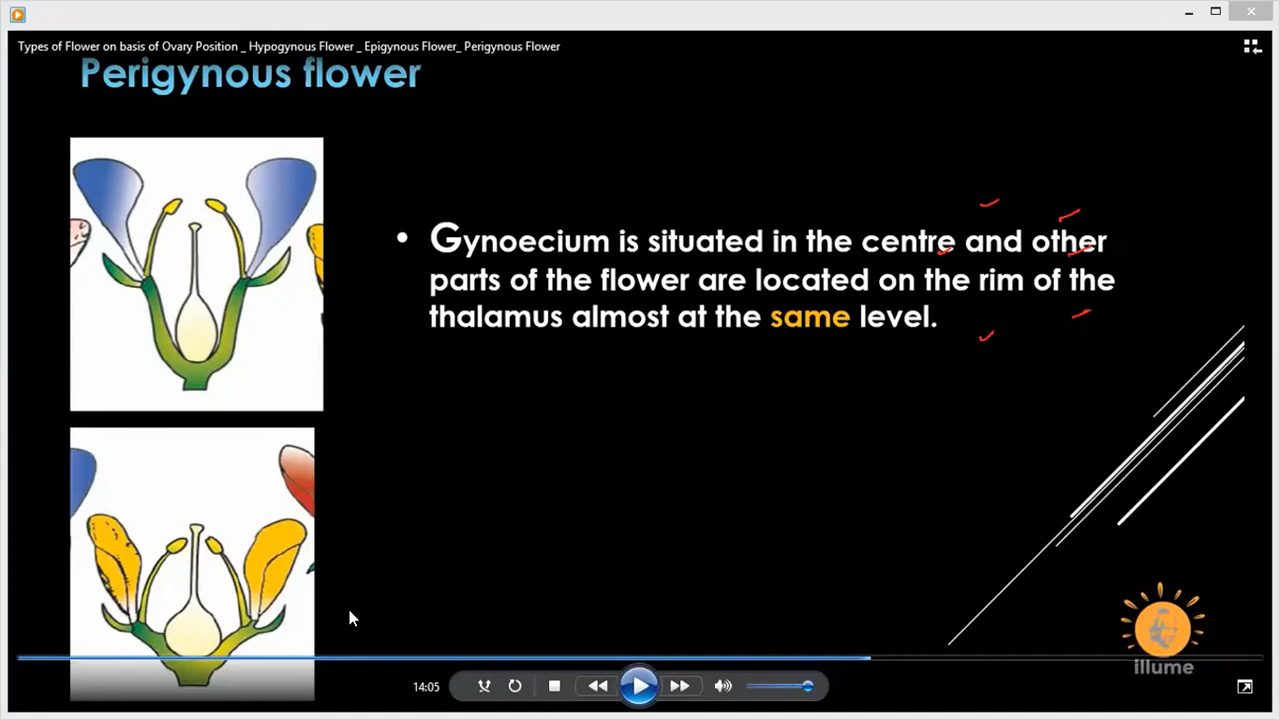 Types of Flower on basis of Ovary Position _ Hypogynous Flower _ Epigynous Flower_ Perigynous Flower
Perigynous flower
• Gynoecium is situated in the centre and other
parts of the flower are located on the rim of the
thalamus almost at the same level.
illume
14:05